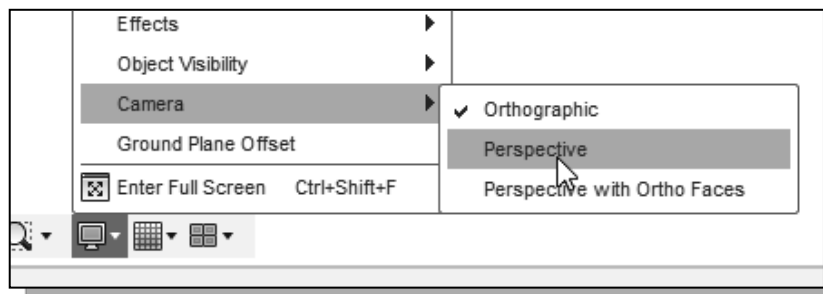 Effects
Object Visibility
Camera
Ground Plane Offset
Enter Full Screen Ctrl+Shift+F
Orthographic
Perspective
Perspective with Ortho Faces